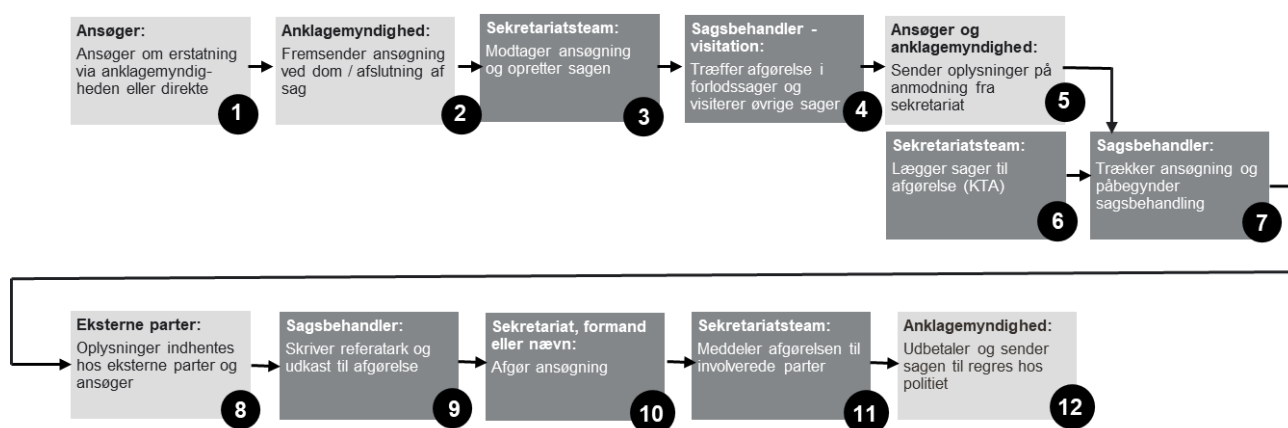 Ansøger:
Ansøger om erstatning
via anklagemyndig-
heden eller direkte
1
Anklagemyndighed:
Fremsender ansøgning
ved dom / afslutning af
sag
2
Sekretariatsteam:
Modtager ansøgning
og opretter sagen
3
Sagsbehandler -
visitation:
Træffer afgørelse i
forlodssager og
visiterer øvrige sager
4
Ansøger og
anklagemyndighed:
Sender oplysninger på
anmodning fra
sekretariat
5
Sekretariatsteam:
Lægger sager til
afgørelse (KTA)
6
Sagsbehandler:
Trækker ansøgning og
påbegynder
sagsbehandling
7
Eksterne parter:
Oplysninger indhentes
hos eksterne parter og
ansøger
8
Sagsbehandler:
Skriver referatark og
udkast til afgørelse
9
Sekretariat, formand
eller nævn:
Afgør ansøgning
10
Sekretariatsteam:
Meddeler afgørelsen til
involverede parter
11
Anklagemyndighed:
Udbetaler og sender
sagen til regres hos
politiet
12